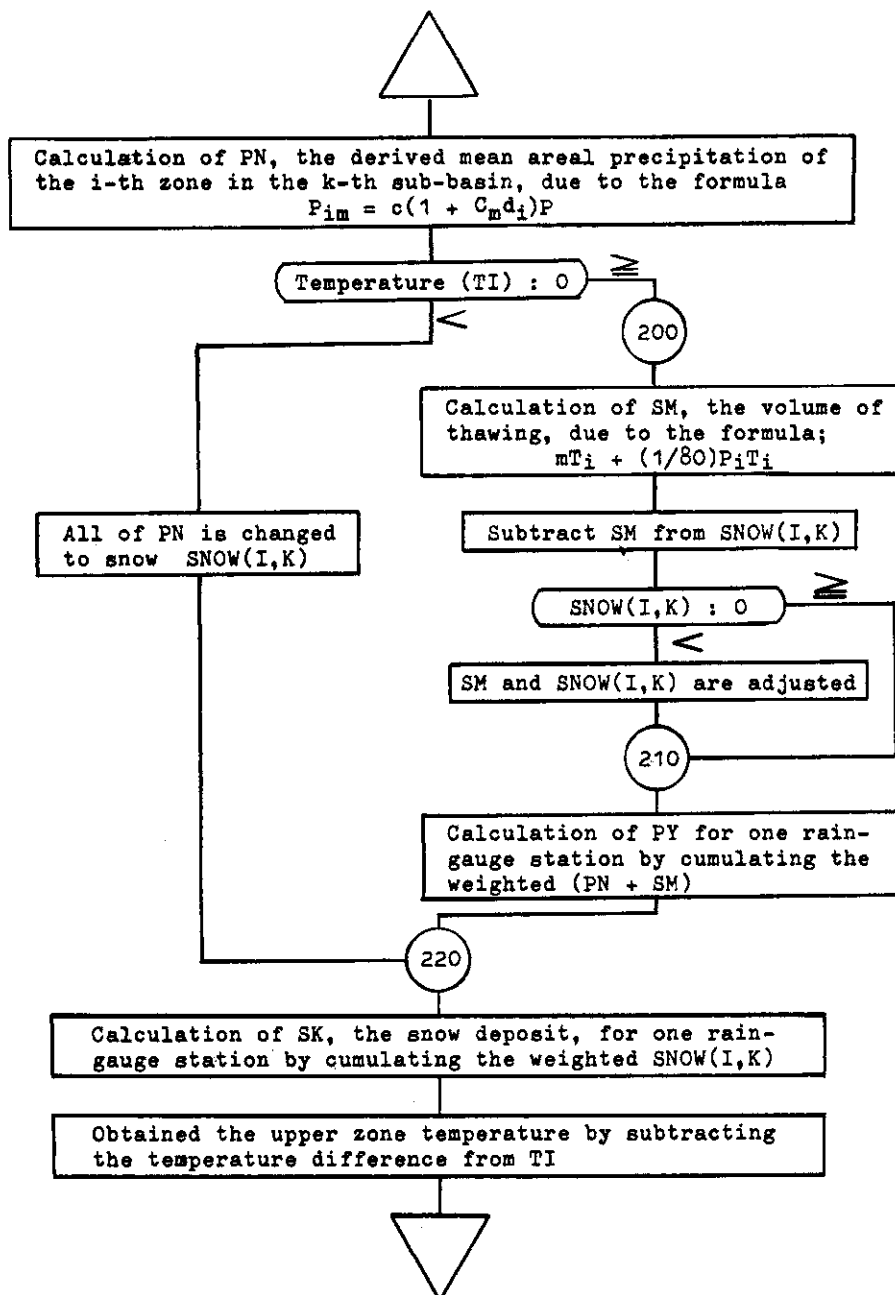 Calculation of PN, the derived mean areal precipitation of
the i-th zone in the k-th sub-basin, due to the formula
P_im = c(1 + C_m d_i)P
Temperature (TI) : 0
≧
<
200
Calculation of SM, the volume of
thawing, due to the formula;
mT_i + (1/80)P_iT_i
All of PN is changed
to snow SNOW(I,K)
Subtract SM from SNOW(I,K)
SNOW(I,K) : 0
≧
<
SM and SNOW(I,K) are adjusted
210
Calculation of PY for one rain-
gauge station by cumulating the
weighted (PN + SM)
220
Calculation of SK, the snow deposit, for one rain-
gauge station by cumulating the weighted SNOW(I,K)
Obtained the upper zone temperature by subtracting
the temperature difference from TI